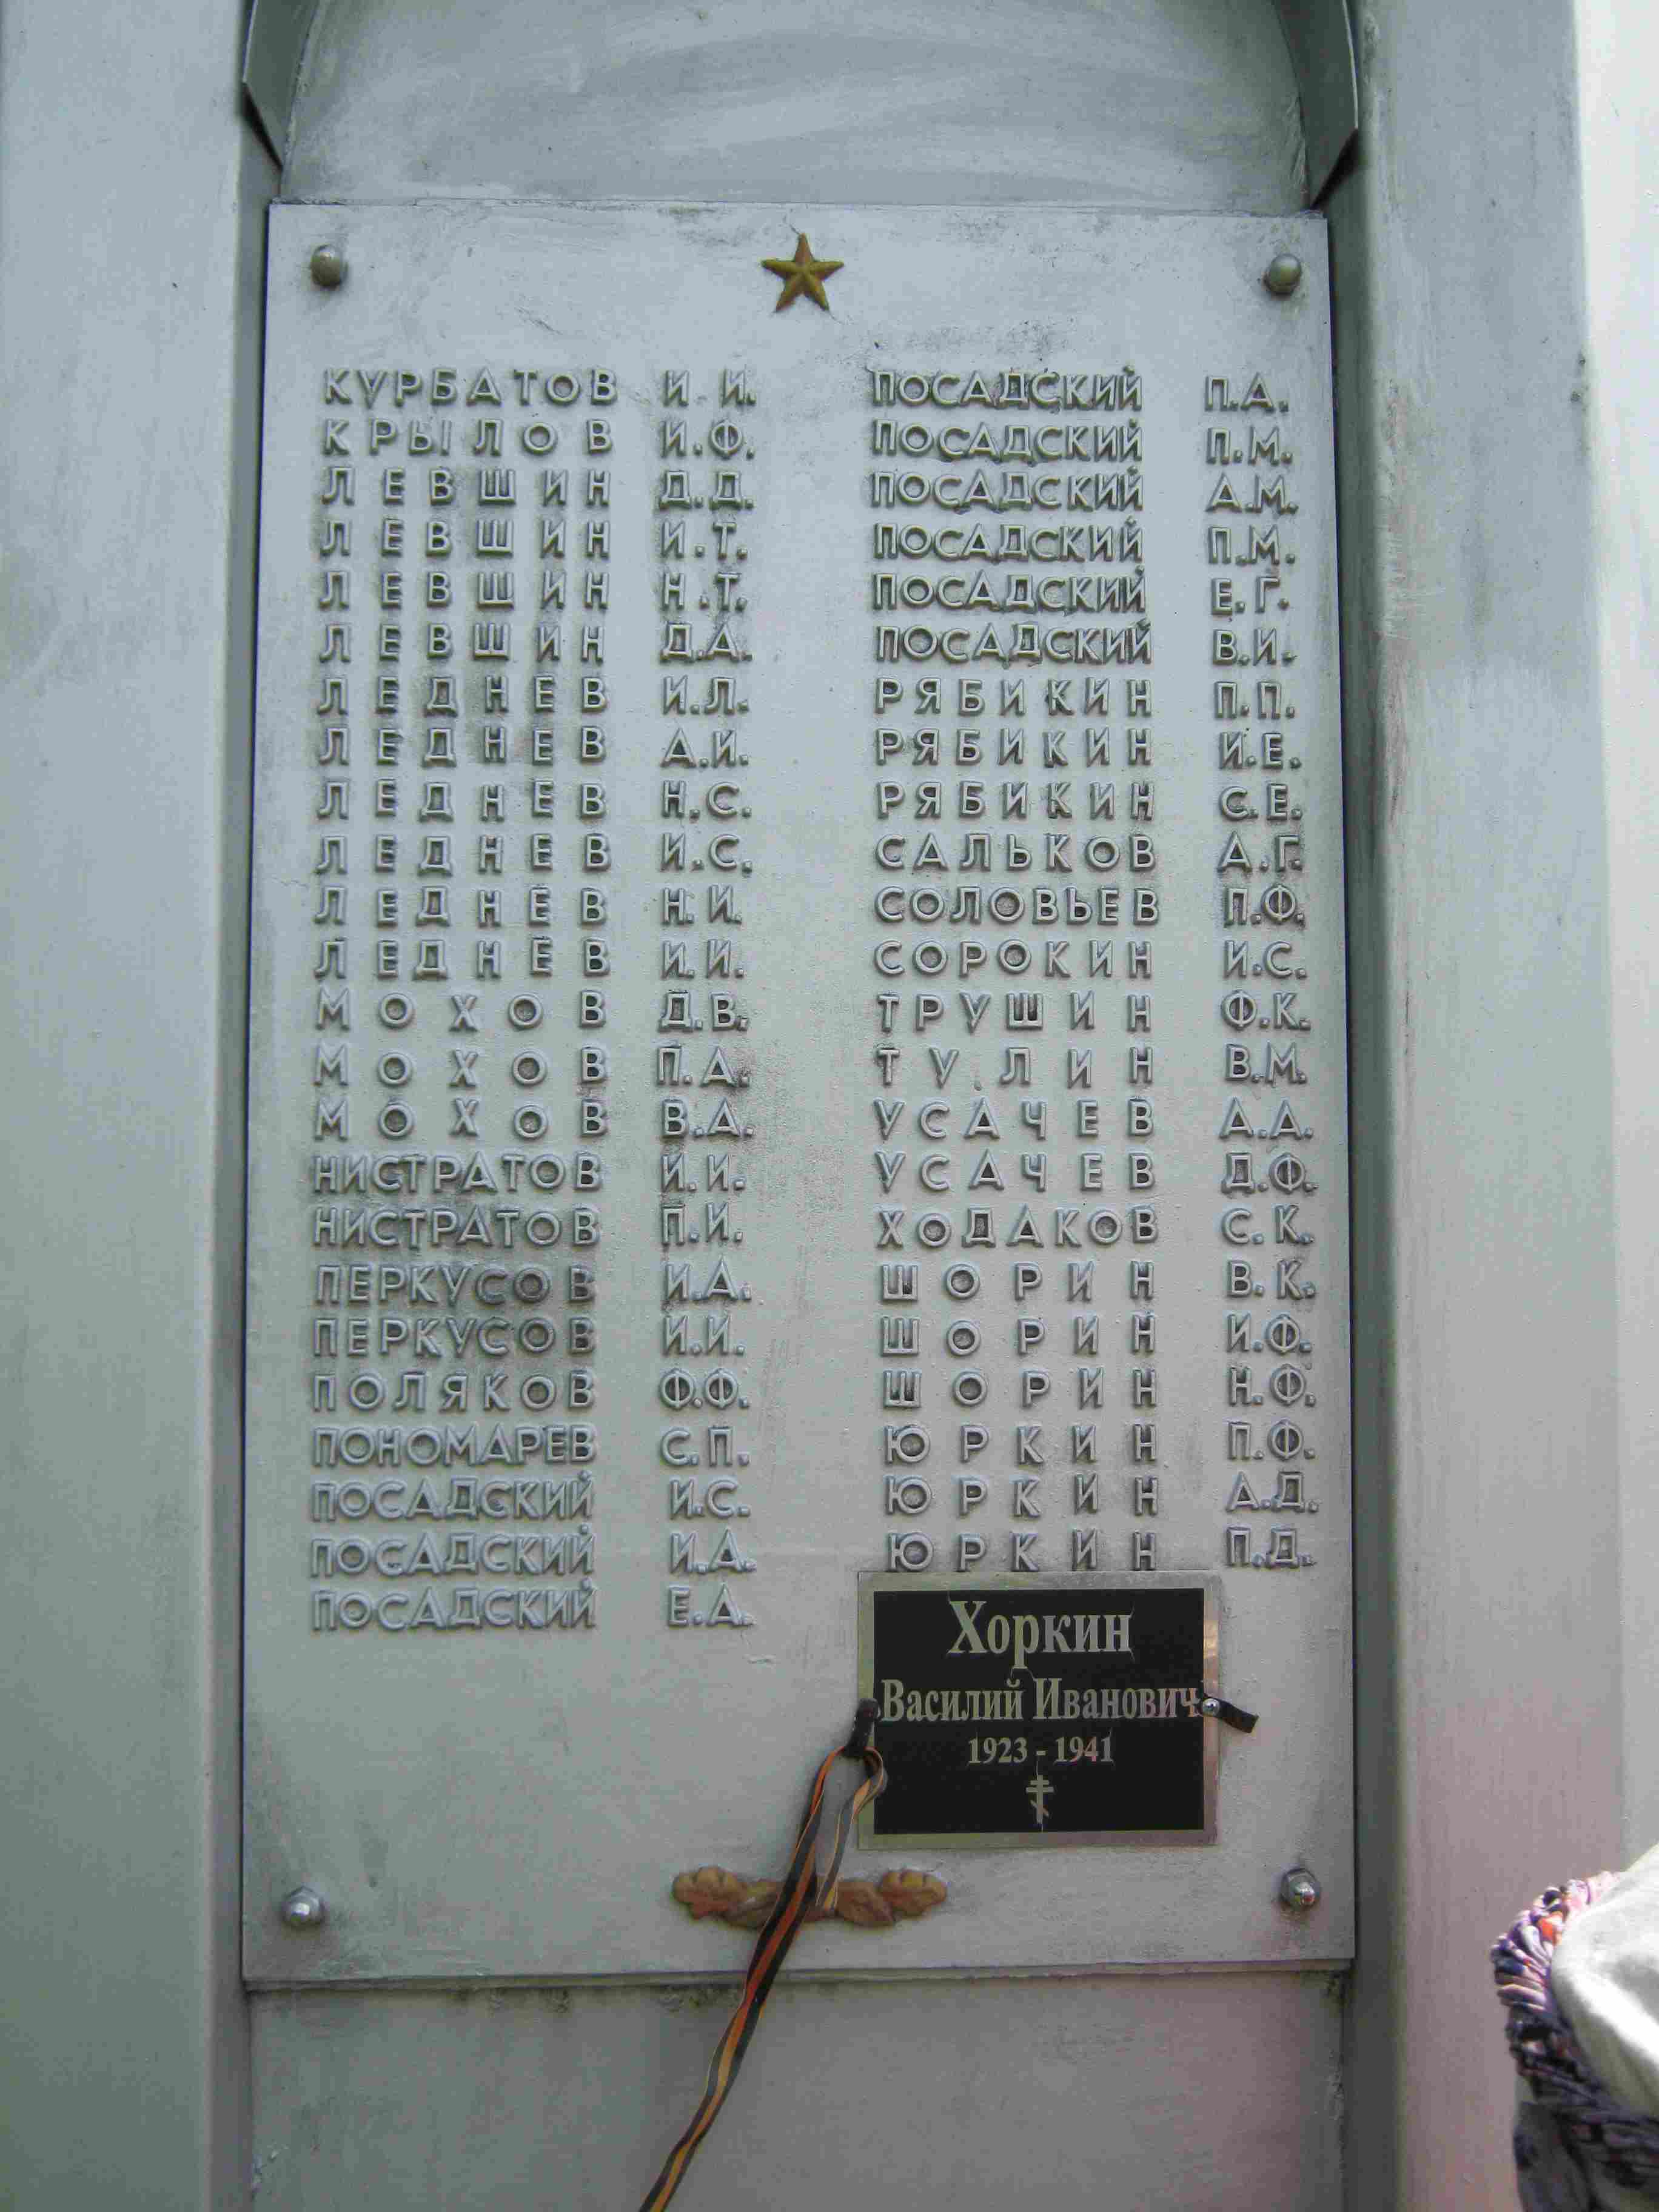 КУРБАТОВ И.И.
КРЫЛОВ И.Ф.
ЛЕВШИН Д.Д.
ЛЕВШИН И.Т.
ЛЕВШИН Н.Т.
ЛЕВШИН Д.А.
ЛЕДНЕВ И.Л.
ЛЕДНЕВ А.И.
ЛЕДНЕВ Н.С.
ЛЕДНЕВ И.С.
ЛЕДНЕВ Н.И.
ЛЕДНЕВ И.И.
МОХОВ Д.В.
МОХОВ П.А.
МОХОВ В.А.
НИСТРАТОВ И.И.
НИСТРАТОВ П.И.
ПЕРКУСОВ И.А.
ПЕРКУСОВ И.И.
ПОЛЯКОВ Ф.Ф.
ПОНОМАРЕВ С.П.
ПОСАДСКИЙ И.С.
ПОСАДСКИЙ И.А.
ПОСАДСКИЙ Е.А.
ПОСАДСКИЙ П.А.
ПОСАДСКИЙ П.М.
ПОСАДСКИЙ А.М.
ПОСАДСКИЙ П.М.
ПОСАДСКИЙ Е.Г.
ПОСАДСКИЙ В.И.
РЯБИКИН П.П.
РЯБИКИН И.Е.
РЯБИКИН С.Е.
САЛЬКОВ А.Г.
СОЛОВЬЕВ П.Ф.
СОРОКИН И.С.
ТРУШИН Ф.К.
ТУЛИН В.М.
УСАЧЕВ А.А.
УСАЧЕВ Д.Ф.
ХОДАКОВ С.К.
ШОРИН В.К.
ШОРИН И.Ф.
ШОРИН Н.Ф.
ЮРКИН П.Ф.
ЮРКИН А.Д.
ЮРКИН П.Д.
Хоркин
Василий Иванович
1923 - 1941